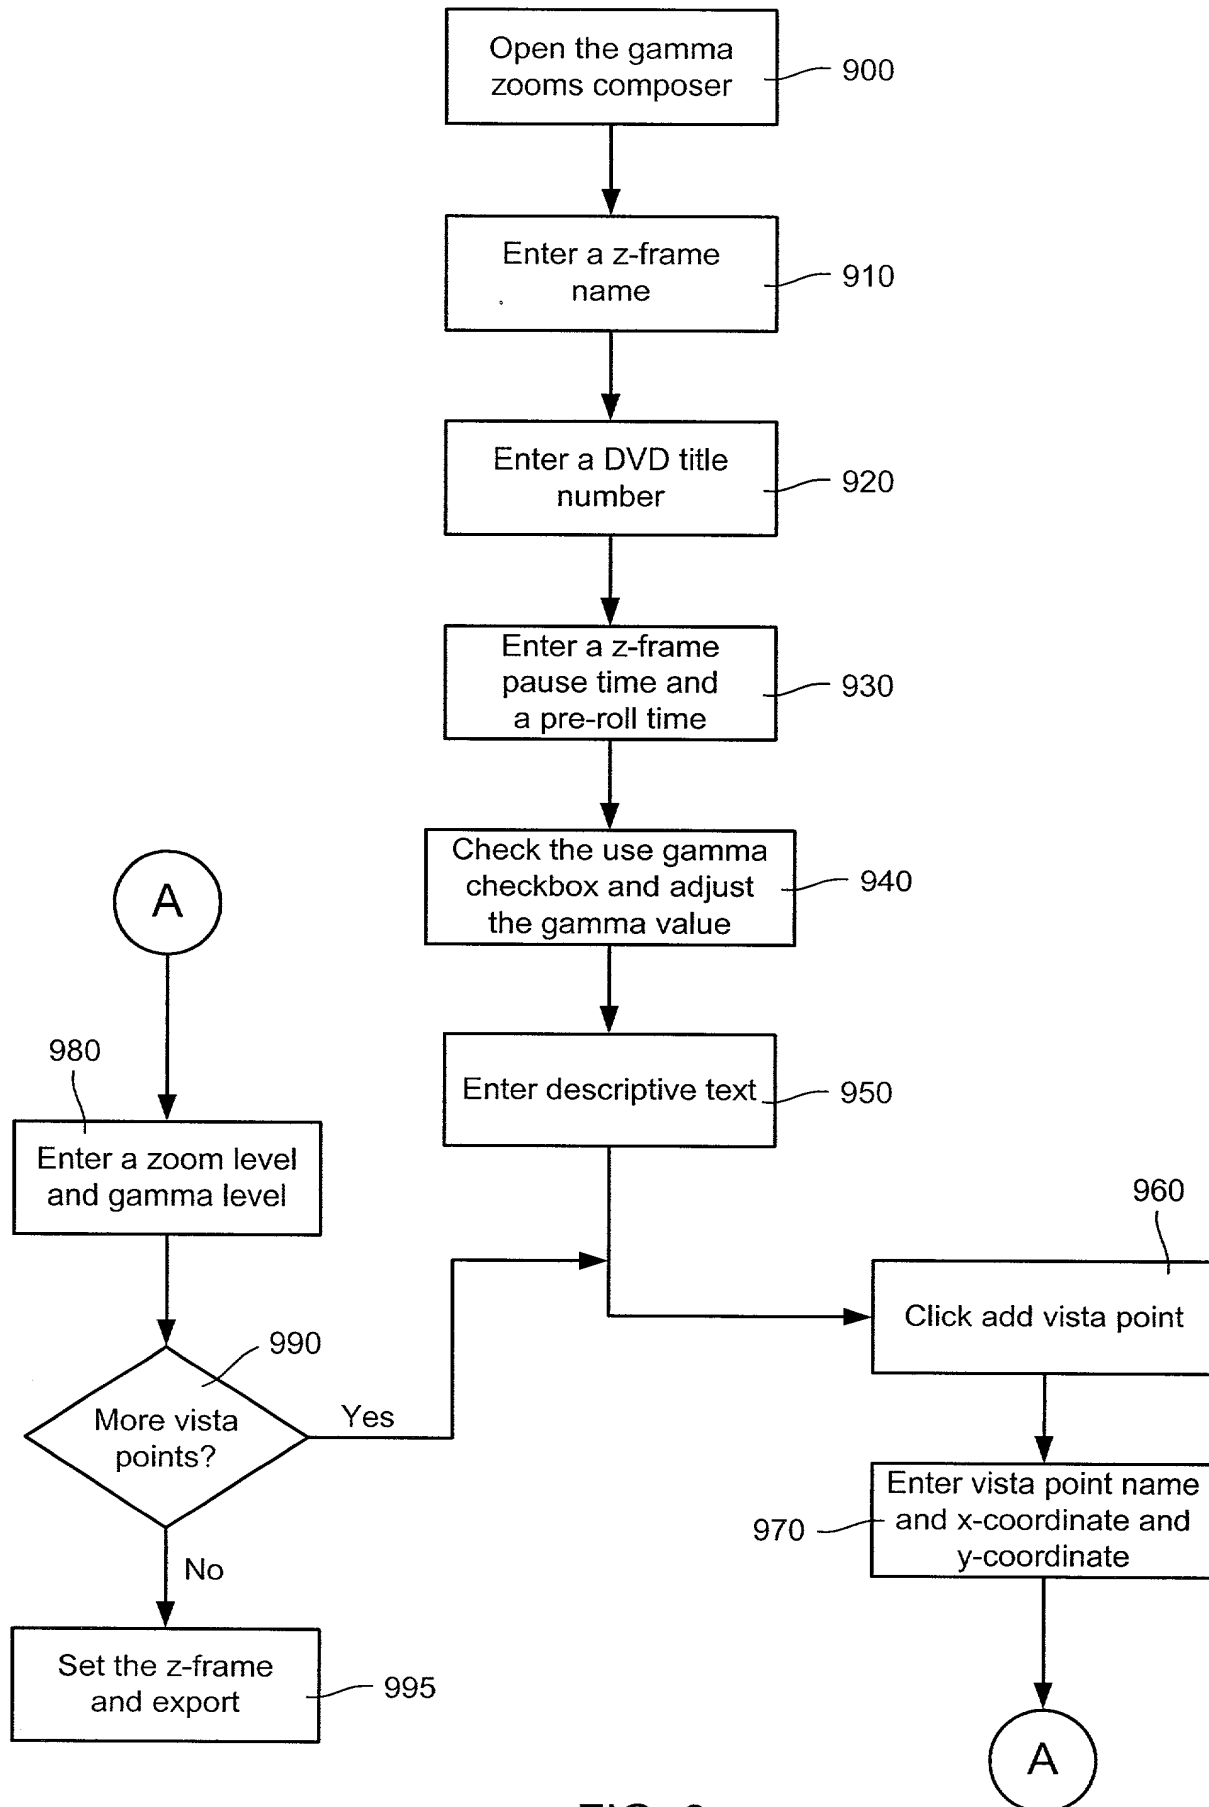 Open the gamma
zooms composer
900
Enter a z-frame
name
910
Enter a DVD title
number
920
Enter a z-frame
pause time and
a pre-roll time
930
Check the use gamma
checkbox and adjust
the gamma value
940
Enter descriptive text
950
960
Click add vista point
Enter vista point name
and x-coordinate and
y-coordinate
970
A
A
980
Enter a zoom level
and gamma level
990
More vista
points?
Yes
No
Set the z-frame
and export
995